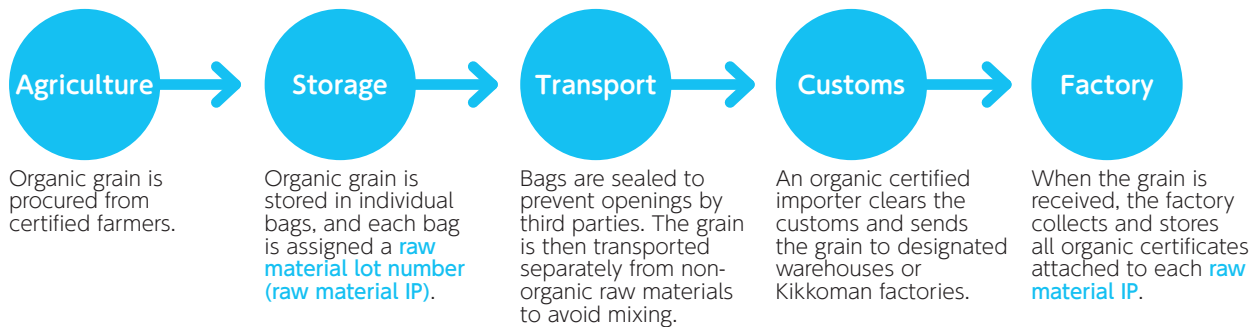 Agriculture
Storage
Transport
Customs
Factory
Organic grain is
procured from
certified farmers.
Organic grain is
stored in individual
bags, and each bag
is assigned a raw
material lot number
(raw material IP).
Bags are sealed to
prevent openings by
third parties. The grain
is then transported
separately from non-
organic raw materials
to avoid mixing.
An organic certified
importer clears the
customs and sends
the grain to designated
warehouses or
Kikkoman factories.
When the grain is
received, the factory
collects and stores
all organic certificates
attached to each raw
material IP.